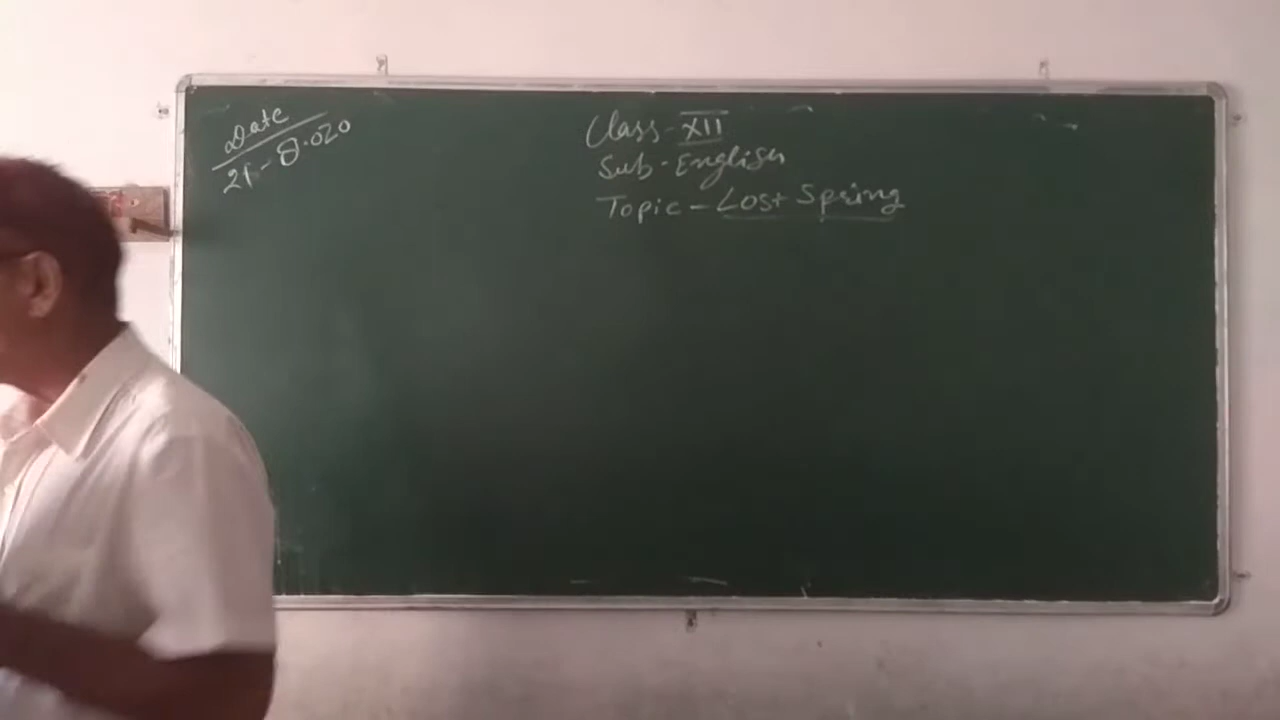 Date
21-8.020
Class-XII
Sub-English
Topic-Lost Spring